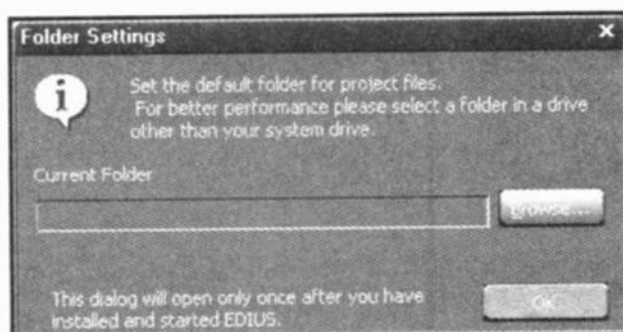 Folder Settings
Set the default folder for project files.
For better performance please select a folder in a drive
other than your system drive.
Current Folder
Browse...
This dialog will open only once after you have
installed and started EDIUS.
OK